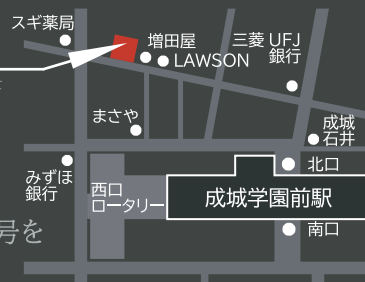 スギ薬局
増田屋
LAWSON
三菱 UFJ
銀行
まさや
成城
石井
みずほ
銀行
西口
ロータリー
北口
成城学園前駅
南口
号を